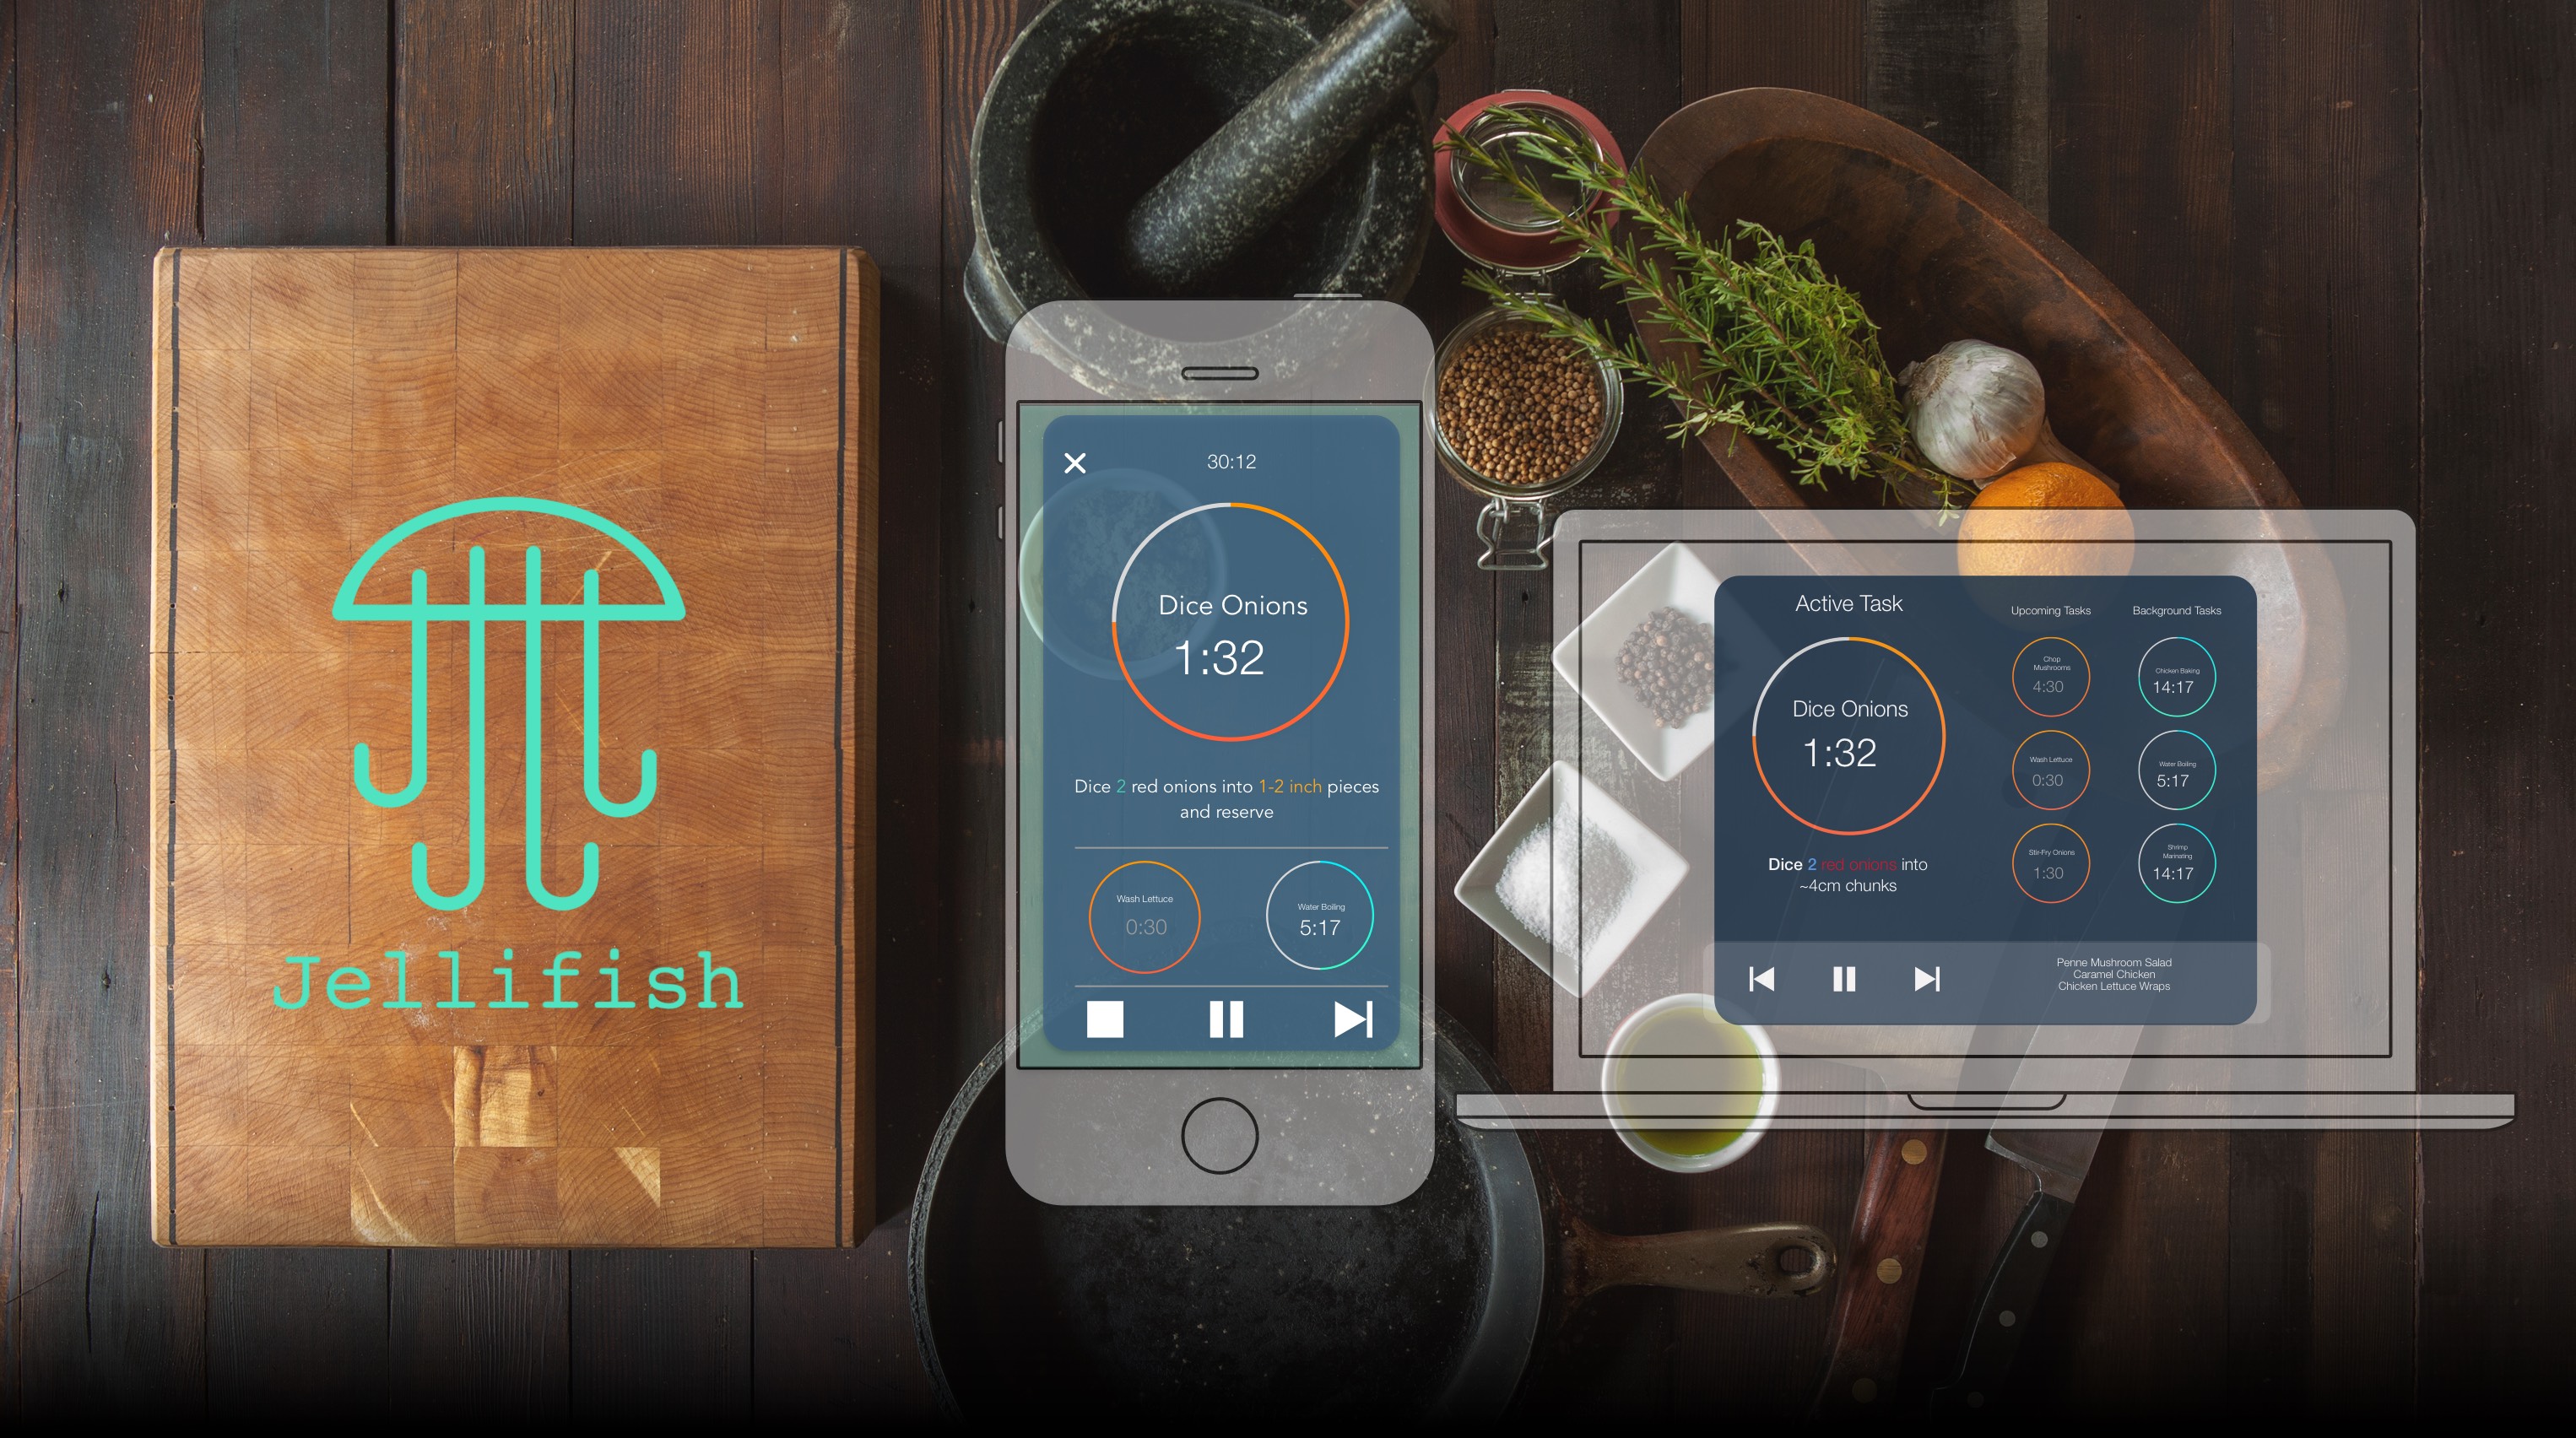 Jellifish
30:12
Dice Onions
1:32
Dice 2 red onions into 1-2 inch pieces
and reserve
Wash Lettuce
0:30
Water Boiling
5:17
Active Task
Dice Onions
1:32
Dice 2 red onions into
~4cm chunks
Upcoming Tasks
Chop
Mushrooms
4:30
Wash Lettuce
0:30
Stir-Fry Onions
1:30
Background Tasks
Chicken Baking
14:17
Water Boiling
5:17
Shrimp
Marinating
14:17
Penne Mushroom Salad
Caramel Chicken
Chicken Lettuce Wraps